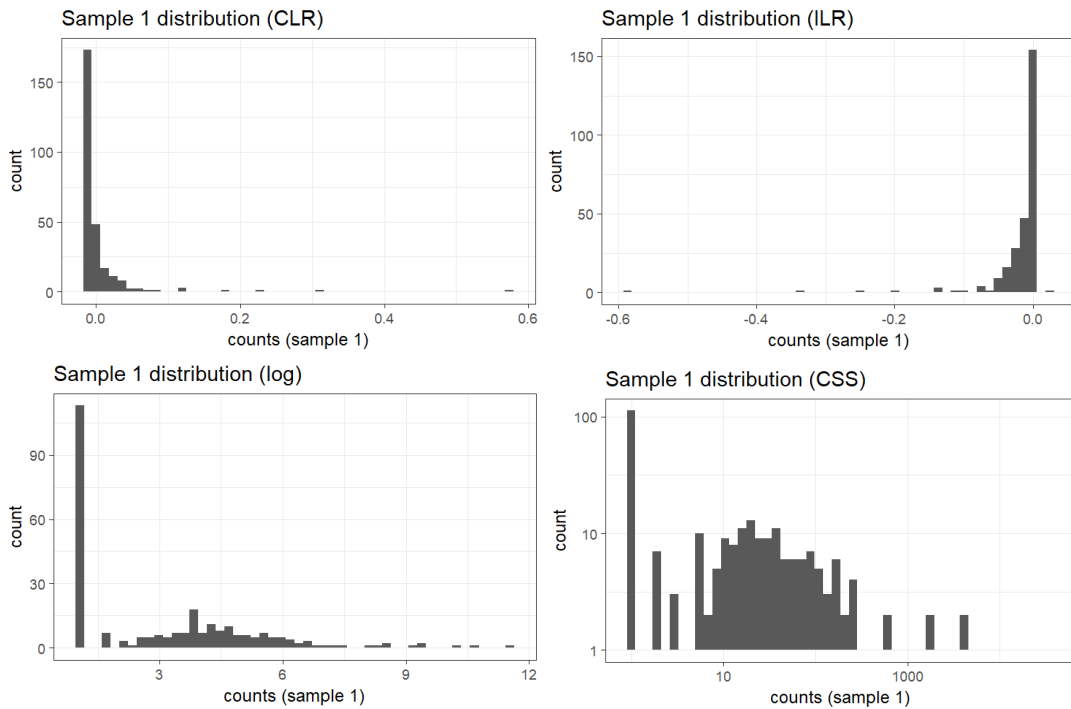 Sample 1 distribution (CLR)
150
100
50
0
count
0.0 0.2 0.4 0.6
counts (sample 1)
Sample 1 distribution (ILR)
150
100
50
0
count
-0.6 -0.4 -0.2 0.0
counts (sample 1)
Sample 1 distribution (log)
90
60
30
0
count
3 6 9 12
counts (sample 1)
Sample 1 distribution (CSS)
100
10
1
count
10 1000
counts (sample 1)